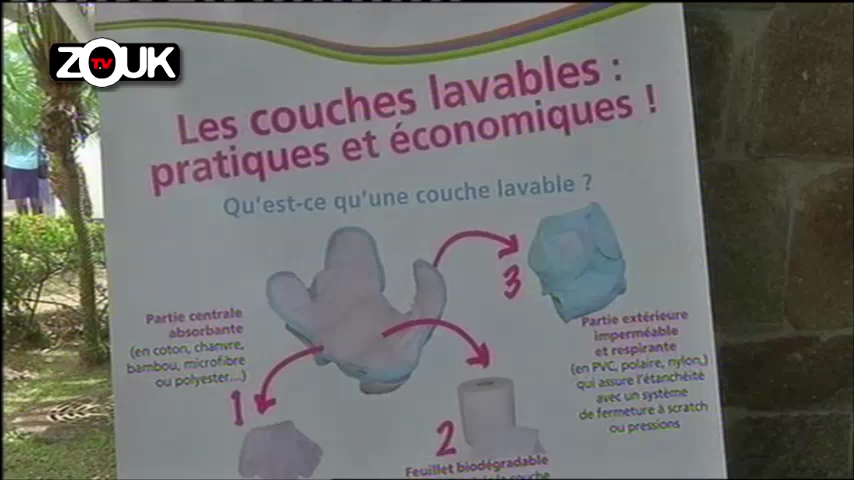 ZOUK TV
Les couches lavables :
pratiques et économiques !
Qu'est-ce qu'une couche lavable ?
Partie centrale
absorbante
(en coton, chanvre,
bambou, microfibre
ou polyester...)
1
2
3
Partie extérieure
imperméable
et respirante
(en PVC, polaire, nylon,)
qui assure l'étanchéité
avec un système
de fermeture à scratch
ou pressions
Feuillet biodégradable
la couche